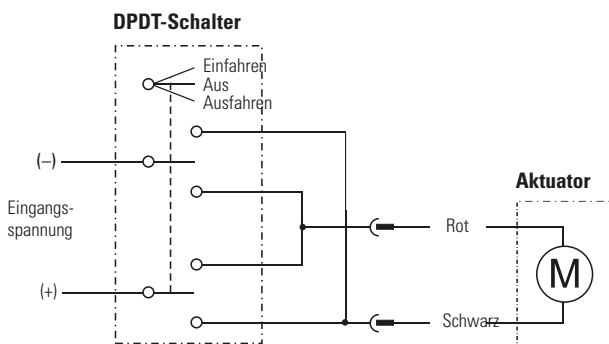 DPDT-Schalter
Einfahren
Aus
Ausfahren
(–)
Eingangs-
spannung
(+)
Aktuator
Rot
M
Schwarz